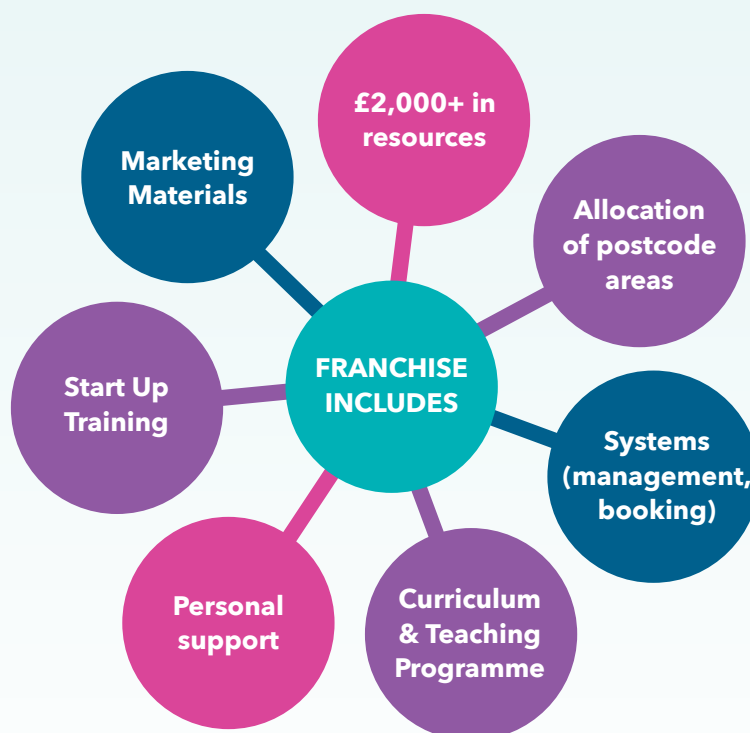 £2,000+ in
resources
Marketing
Materials
Allocation
of postcode
areas
FRANCHISE
INCLUDES
Start Up
Training
Systems
(management,
booking)
Personal
support
Curriculum
& Teaching
Programme